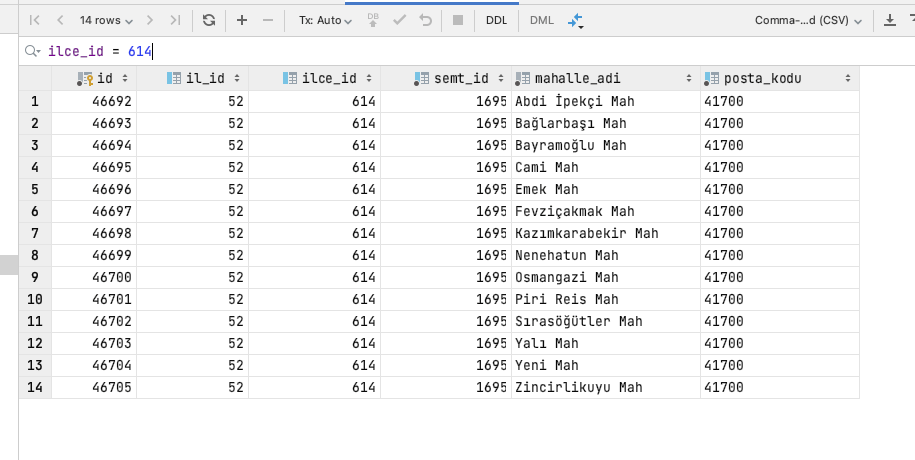 14 rows Tx: Auto DB DDL DML Comma-...d (CSV)
ilce_id = 614
id il_id ilce_id semt_id mahalle_adi posta_kodu
1 46692 52 614 1695 Abdi İpekçi Mah 41700
2 46693 52 614 1695 Bağlarbaşı Mah 41700
3 46694 52 614 1695 Bayramoğlu Mah 41700
4 46695 52 614 1695 Cami Mah 41700
5 46696 52 614 1695 Emek Mah 41700
6 46697 52 614 1695 Fevziçakmak Mah 41700
7 46698 52 614 1695 Kazımkarabekir Mah 41700
8 46699 52 614 1695 Nenehatun Mah 41700
9 46700 52 614 1695 Osmangazi Mah 41700
10 46701 52 614 1695 Piri Reis Mah 41700
11 46702 52 614 1695 Sırasöğütler Mah 41700
12 46703 52 614 1695 Yalı Mah 41700
13 46704 52 614 1695 Yeni Mah 41700
14 46705 52 614 1695 Zincirlikuyu Mah 41700